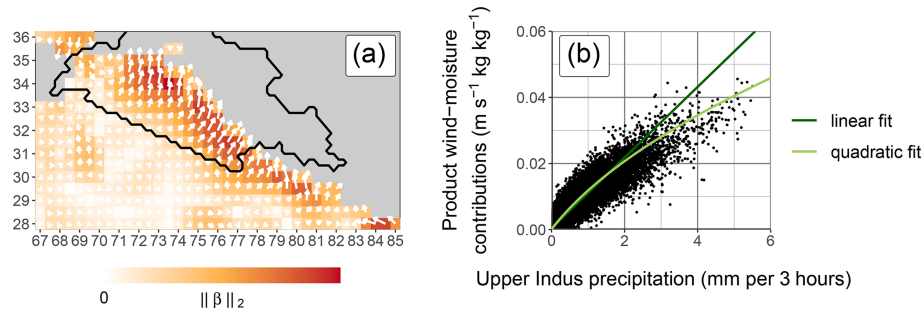 (a)
36
35
34
33
32
31
30
29
28
67 68 69 70 71 72 73 74 75 76 77 78 79 80 81 82 83 84 85
0
|| β || 2
Product wind−moisture
contributions (m s⁻¹ kg kg⁻¹)
(b)
0.06
0.04
0.02
0.00
0 2 4 6
Upper Indus precipitation (mm per 3 hours)
linear fit
quadratic fit